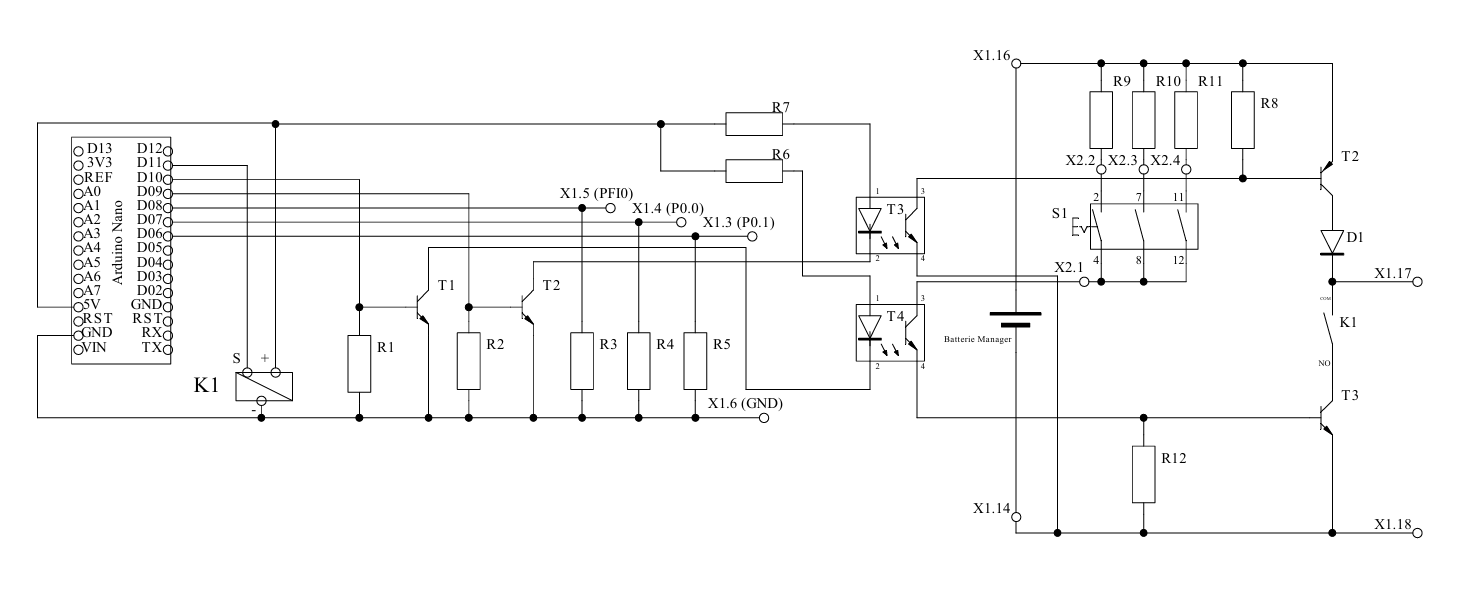 X1.16
R9
R10
R11
R8
R7
R6
D13
D12
3V3
D11
REF
D10
A0
D09
A1
D08
A2
D07
A3
D06
A4
D05
A5
D04
A6
D03
A7
D02
5V
GND
RST
RST
GND
RX
VIN
TX
Arduino Nano
X1.5 (PFI0)
X1.4 (P0.0)
X1.3 (P0.1)
X2.2
X2.3
X2.4
T2
1
3
T3
2
4
S1
2
7
11
4
8
12
D1
X2.1
X1.17
T1
T2
1
3
T4
2
4
COM
K1
NO
Batterie Manager
R1
R2
R3
R4
R5
S
+
K1
-
X1.6 (GND)
T3
R12
X1.14
X1.18